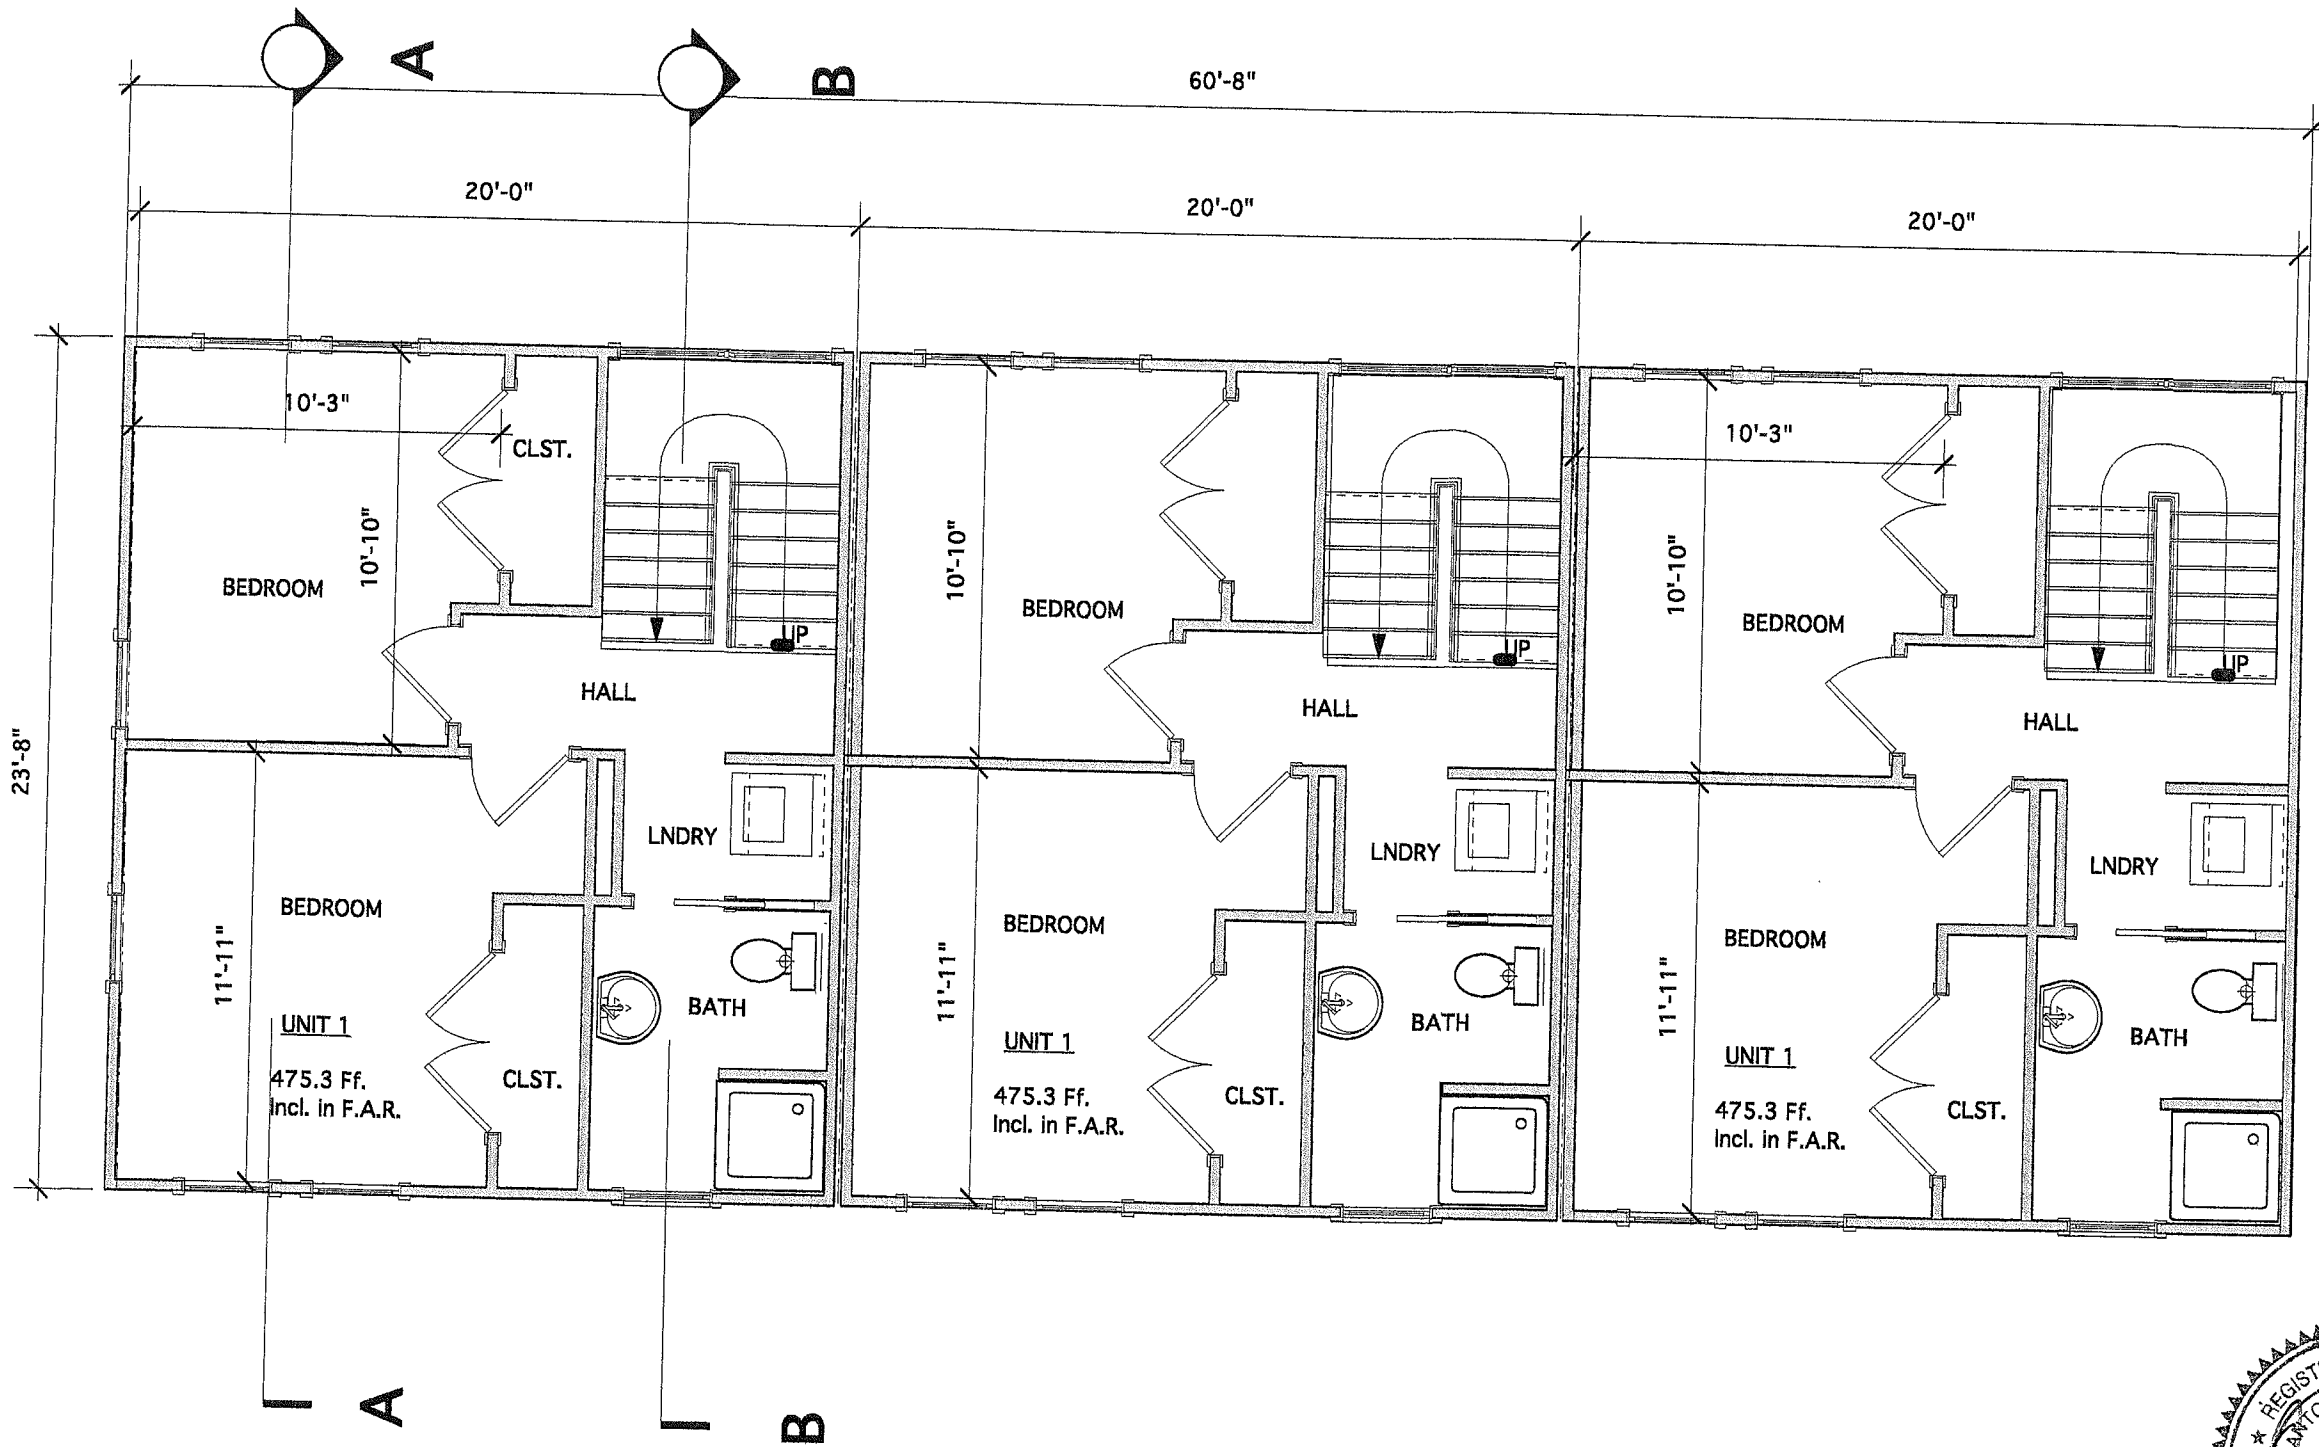 A
B
60'-8"
20'-0"
20'-0"
20'-0"
10'-3"
CLST.
10'-3"
10'-10"
10'-10"
10'-10"
BEDROOM
BEDROOM
BEDROOM
UP
UP
UP
HALL
HALL
HALL
23'-8"
LNDRY
LNDRY
LNDRY
BEDROOM
BEDROOM
BEDROOM
11'-11"
11'-11"
11'-11"
BATH
BATH
BATH
UNIT 1
475.3 Ff.
Incl. in F.A.R.
UNIT 1
475.3 Ff.
Incl. in F.A.R.
UNIT 1
475.3 Ff.
Incl. in F.A.R.
CLST.
CLST.
CLST.
A
B